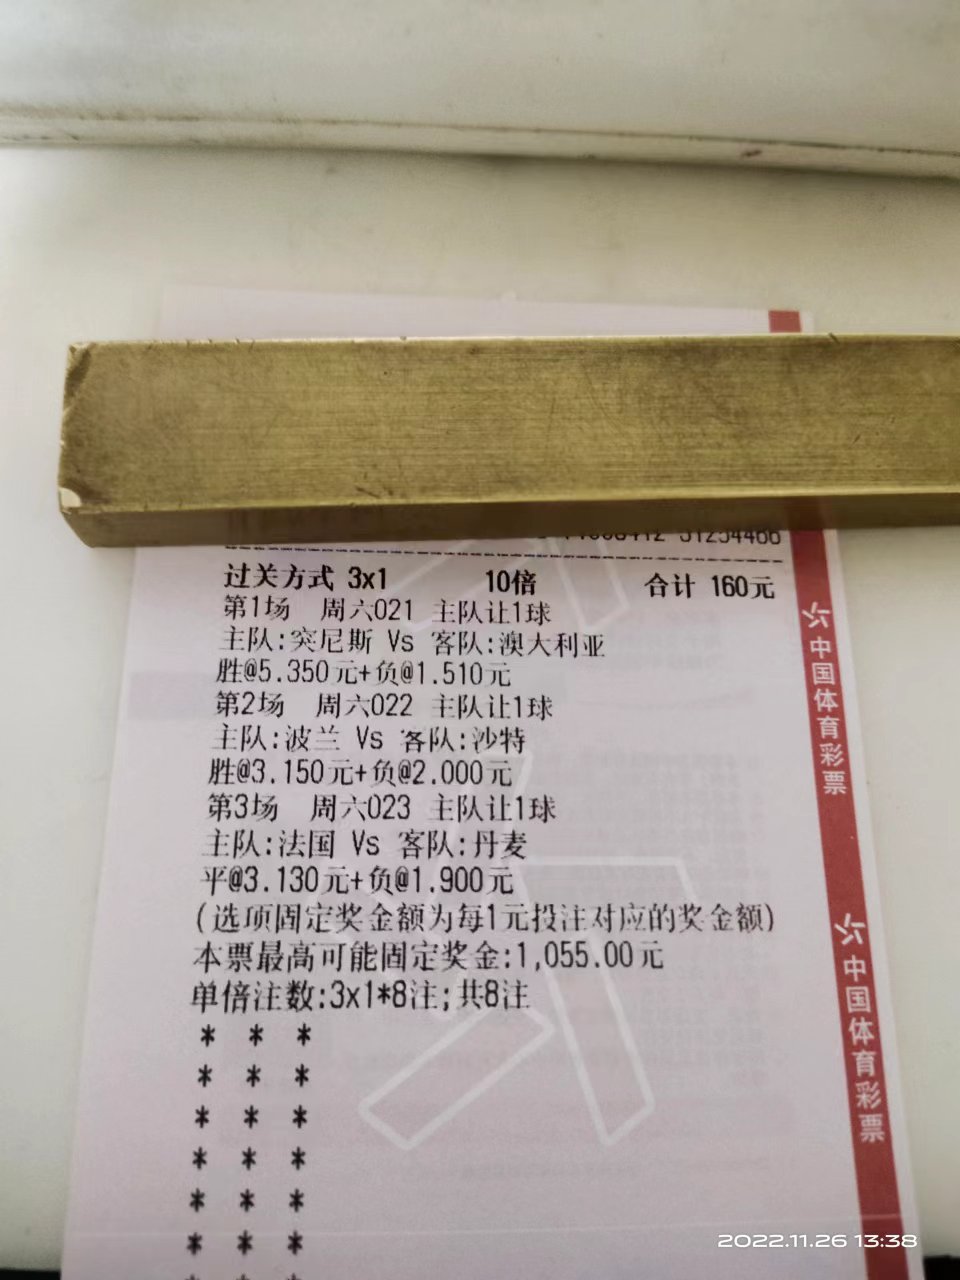 31254466
过关方式 3x1 10倍 合计 160元
第1场 周六021 主队让1球
主队:突尼斯 Vs 客队:澳大利亚
胜@5.350元+负@1.510元
第2场 周六022 主队让1球
主队:波兰 Vs 客队:沙特
胜@3.150元+负@2.000元
第3场 周六023 主队让1球
主队:法国 Vs 客队:丹麦
平@3.130元+负@1.900元
(选项固定奖金额为每1元投注对应的奖金额)
本票最高可能固定奖金:1,055.00元
单倍注数:3x1*8注;共8注
* * *
* * *
* * *
* * *
* * *
* * *
中国体育彩票
中国体育彩票
2022.11.26 13:38